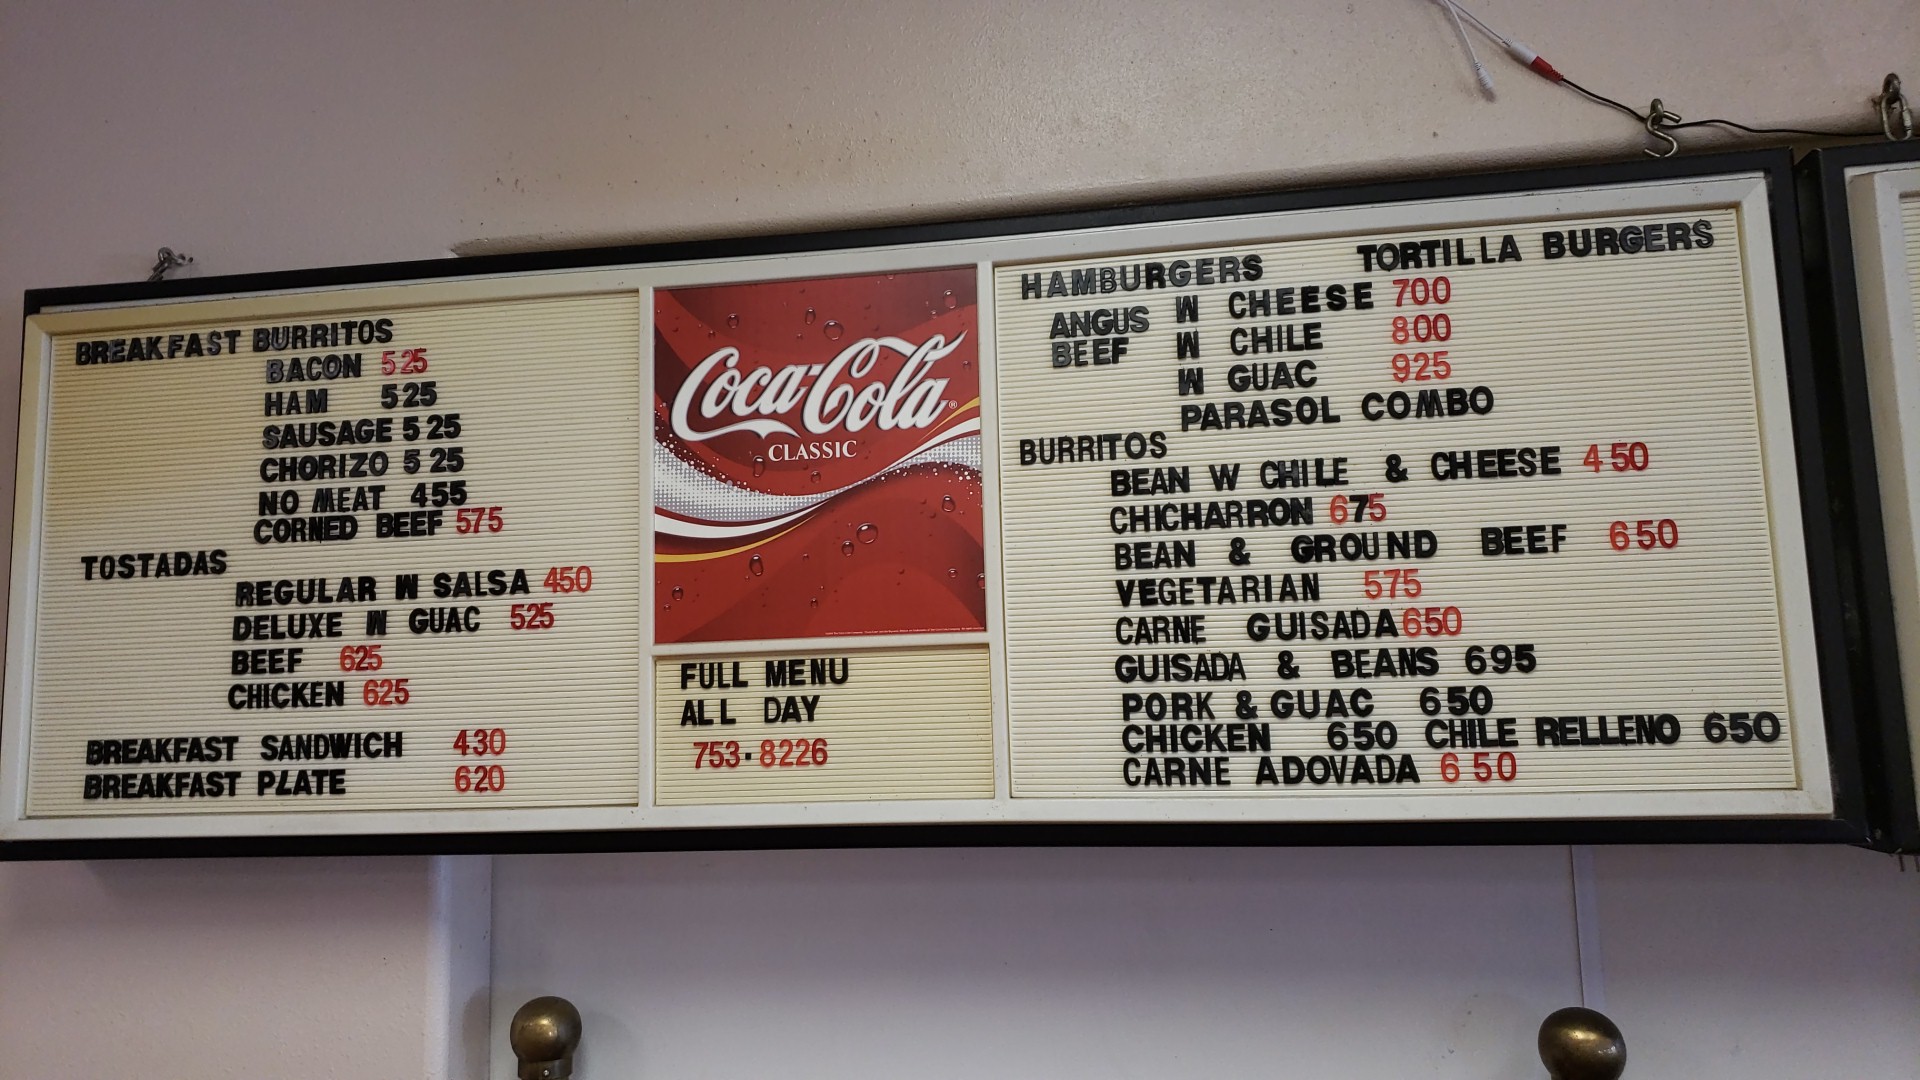 BREAKFAST BURRITOS
BACON 525
HAM 525
SAUSAGE 525
CHORIZO 525
NO MEAT 455
CORNED BEEF 575
TOSTADAS
REGULAR W SALSA 450
DELUXE W GUAC 525
BEEF 625
CHICKEN 625
BREAKFAST SANDWICH 430
BREAKFAST PLATE 620
Coca-Cola®
CLASSIC
FULL MENU
ALL DAY
753.8226
HAMBURGERS TORTILLA BURGERS
ANGUS BEEF W CHEESE 700
W CHILE 800
W GUAC 925
PARASOL COMBO
BURRITOS
BEAN W CHILE & CHEESE 450
CHICHARRON 675
BEAN & GROUND BEEF 650
VEGETARIAN 575
CARNE GUISADA 650
GUISADA & BEANS 695
PORK & GUAC 650
CHICKEN 650 CHILE RELLENO 650
CARNE ADOVADA 650